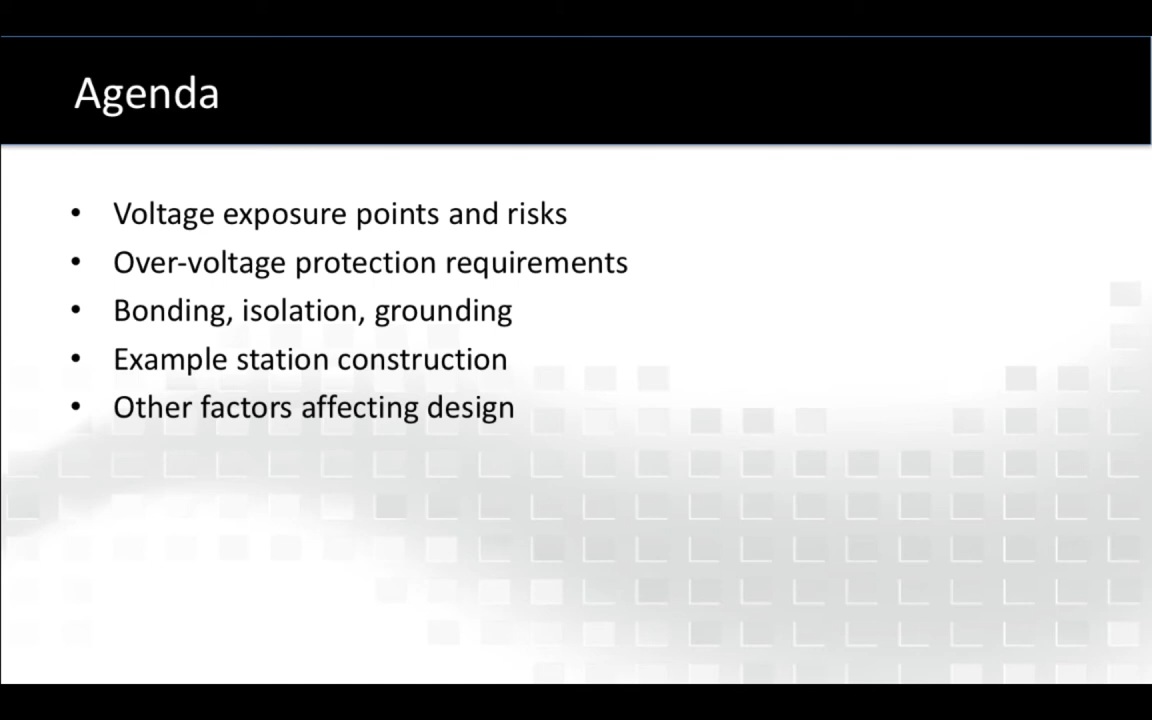 Agenda
• Voltage exposure points and risks
• Over-voltage protection requirements
• Bonding, isolation, grounding
• Example station construction
• Other factors affecting design